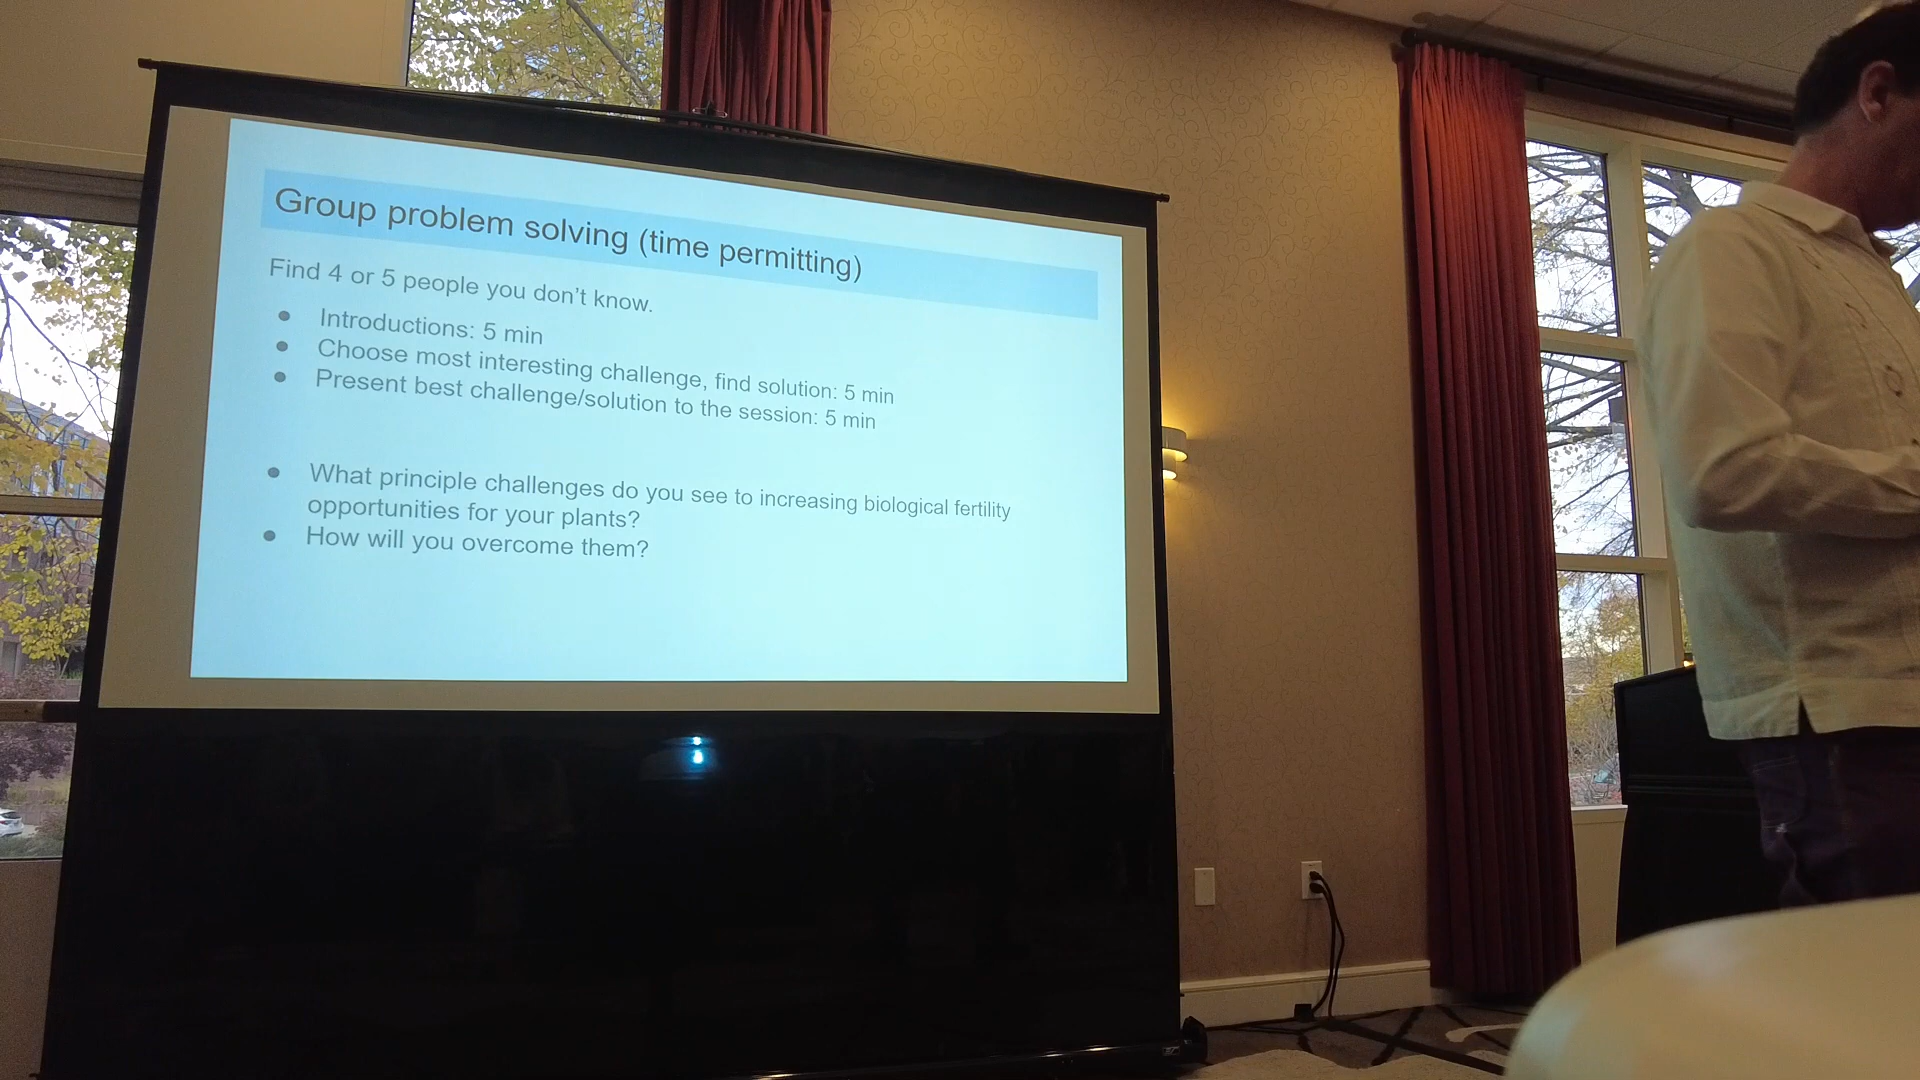 Group problem solving (time permitting)
Find 4 or 5 people you don't know.
● Introductions: 5 min
● Choose most interesting challenge, find solution: 5 min
● Present best challenge/solution to the session: 5 min
● What principle challenges do you see to increasing biological fertility
opportunities for your plants?
● How will you overcome them?